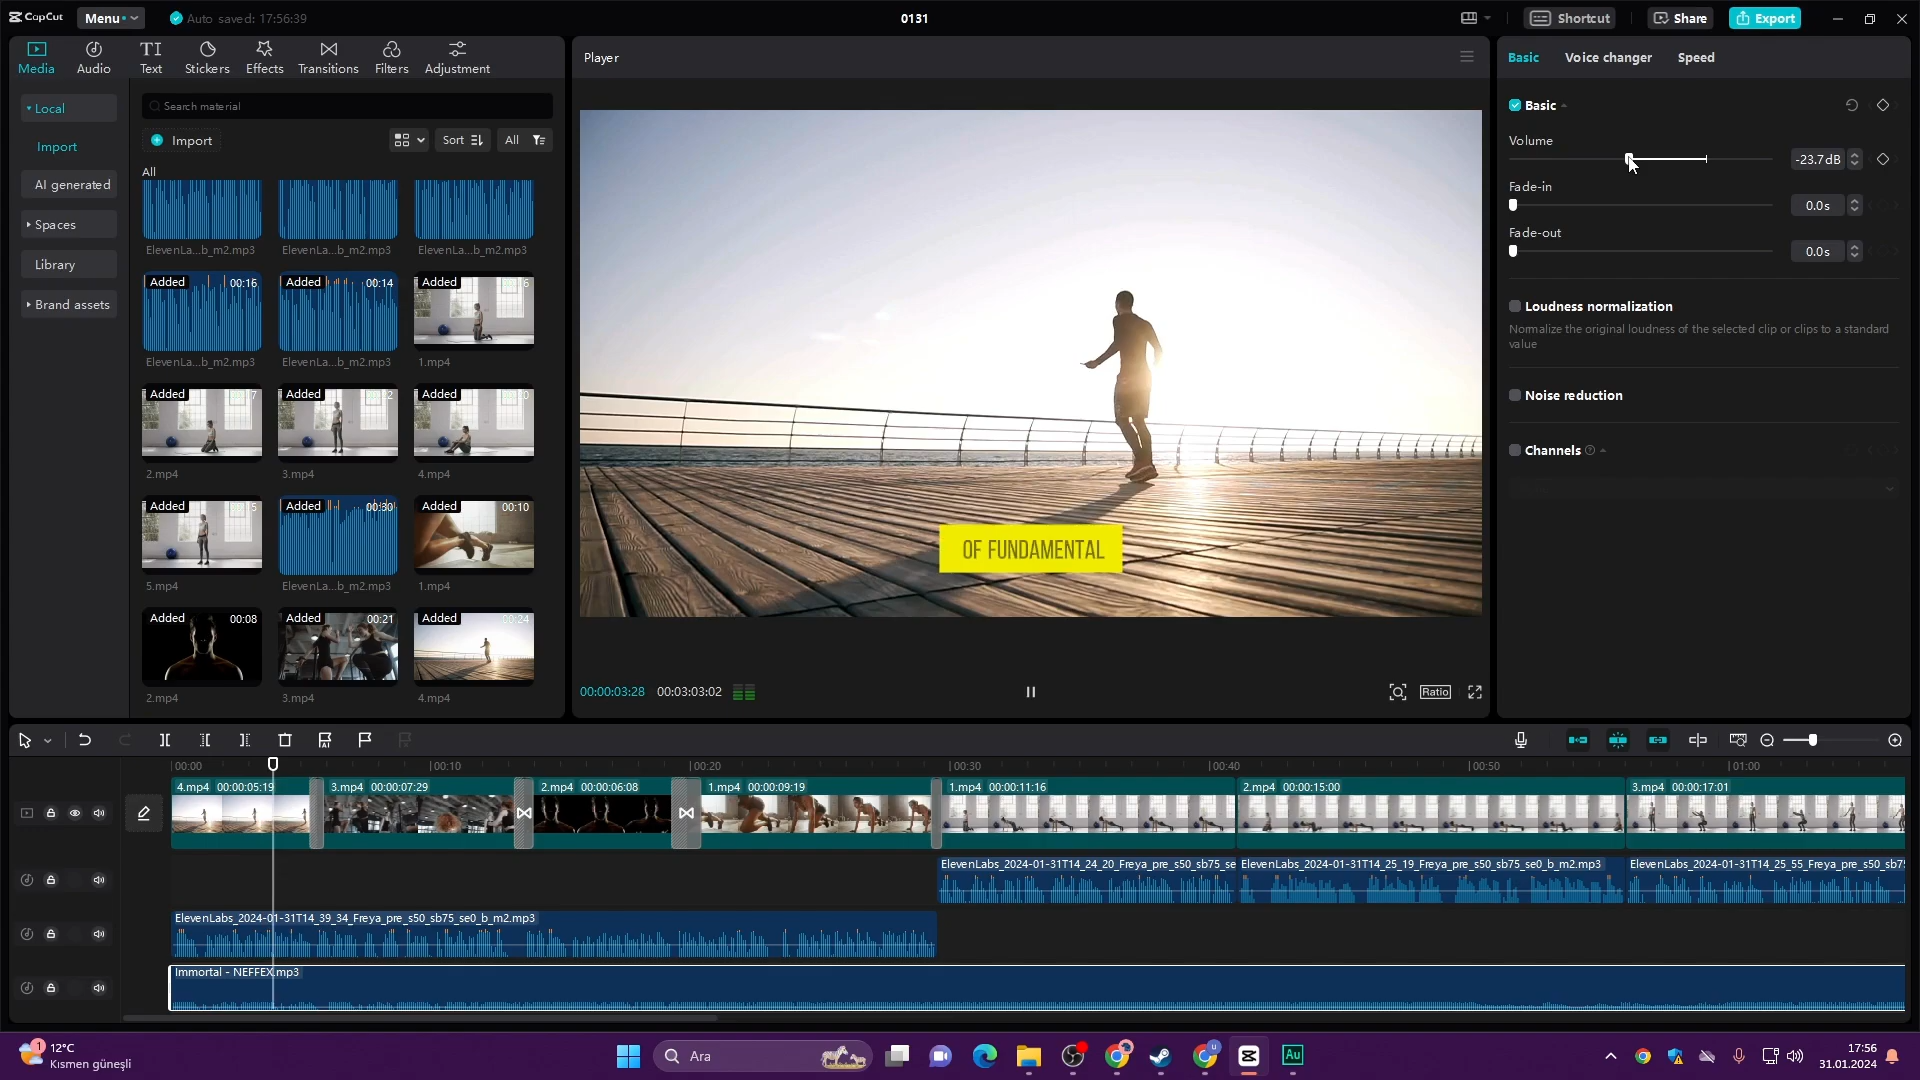 CapCut
Menu
Auto saved: 17:56:39
0131
Shortcut
Share
Export
Media
Audio
Text
Stickers
Effects
Transitions
Filters
Adjustment
Player
Basic
Voice changer
Speed
Local
Import
AI generated
Spaces
Library
Brand assets
Search material
Import
Sort
All
All
ElevenLa...b_m2.mp3
ElevenLa...b_m2.mp3
ElevenLa...b_m2.mp3
Added 00:16
Added 00:14
Added
ElevenLa...b_m2.mp3
ElevenLa...b_m2.mp3
1.mp4
Added
Added
Added
2.mp4
3.mp4
4.mp4
Added
Added 00:30
Added 00:10
5.mp4
ElevenLa...b_m2.mp3
1.mp4
Added 00:08
Added 00:21
Added 00:24
2.mp4
3.mp4
4.mp4
OF FUNDAMENTAL
00:00:03:28 00:03:03:02
Ratio
Basic
Volume
-23.7dB
Fade-in
0.0s
Fade-out
0.0s
Loudness normalization
Normalize the original loudness of the selected clip or clips to a standard
value
Noise reduction
Channels
00:00 00:10 00:20 00:30 00:40 00:50 01:00
4.mp4 00:00:05:19
3.mp4 00:00:07:29
2.mp4 00:00:06:08
1.mp4 00:00:09:19
1.mp4 00:00:11:16
2.mp4 00:00:15:00
3.mp4 00:00:17:01
ElevenLabs_2024-01-31T14_24_20_Freya_pre_s50_sb75_se
ElevenLabs_2024-01-31T14_25_19_Freya_pre_s50_sb75_se0_b_m2.mp3
ElevenLabs_2024-01-31T14_25_55_Freya_pre_s50_sb75
ElevenLabs_2024-01-31T14_39_34_Freya_pre_s50_sb75_se0_b_m2.mp3
Immortal - NEFFEX.mp3
1
12°C
Kısmen güneşli
Ara
Au
17:56
31.01.2024